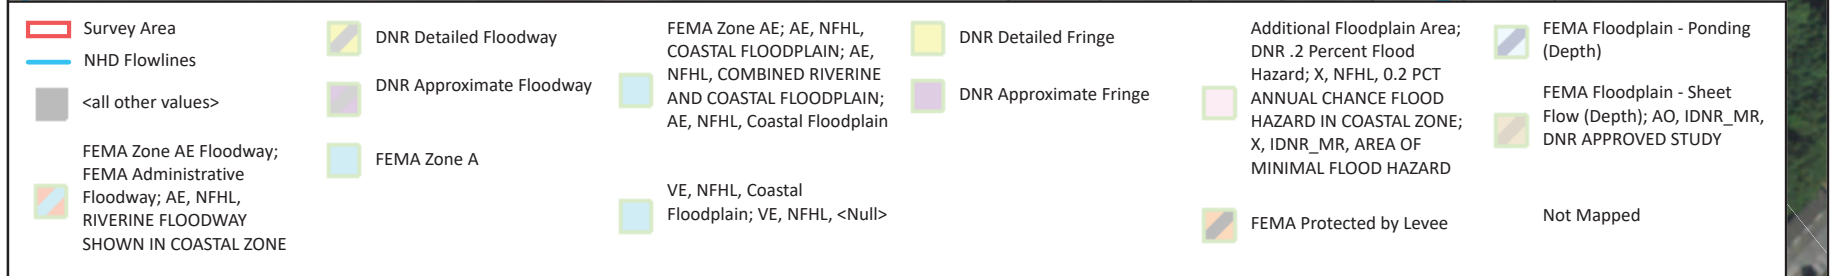 Survey Area
NHD Flowlines
<all other values>
FEMA Zone AE Floodway;
FEMA Administrative
Floodway; AE, NFHL,
RIVERINE FLOODWAY
SHOWN IN COASTAL ZONE
DNR Detailed Floodway
DNR Approximate Floodway
FEMA Zone A
FEMA Zone AE; AE, NFHL,
COASTAL FLOODPLAIN; AE,
NFHL, COMBINED RIVERINE
AND COASTAL FLOODPLAIN;
AE, NFHL, Coastal Floodplain
VE, NFHL, Coastal
Floodplain; VE, NFHL, <Null>
DNR Detailed Fringe
DNR Approximate Fringe
Additional Floodplain Area;
DNR .2 Percent Flood
Hazard; X, NFHL, 0.2 PCT
ANNUAL CHANCE FLOOD
HAZARD IN COASTAL ZONE;
X, IDNR_MR, AREA OF
MINIMAL FLOOD HAZARD
FEMA Protected by Levee
FEMA Floodplain - Ponding
(Depth)
FEMA Floodplain - Sheet
Flow (Depth); AO, IDNR_MR,
DNR APPROVED STUDY
Not Mapped